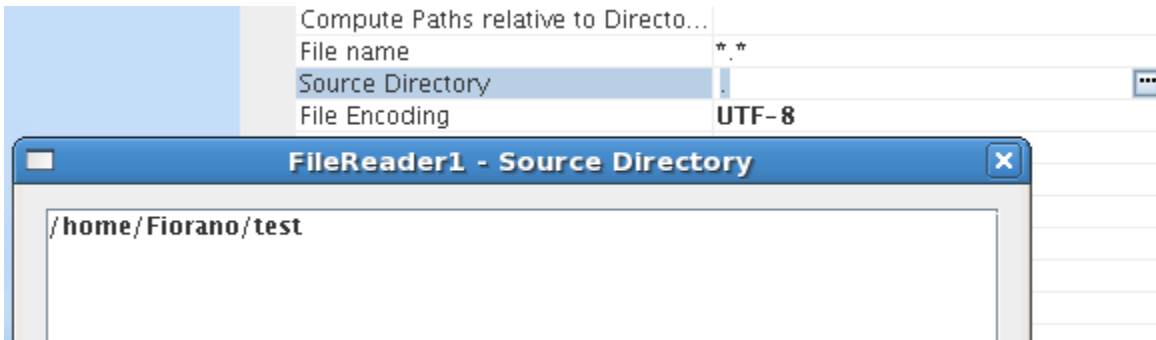 Compute Paths relative to Directo...
File name *.*
Source Directory . ...
File Encoding UTF-8
FileReader1 - Source Directory
/home/Fiorano/test